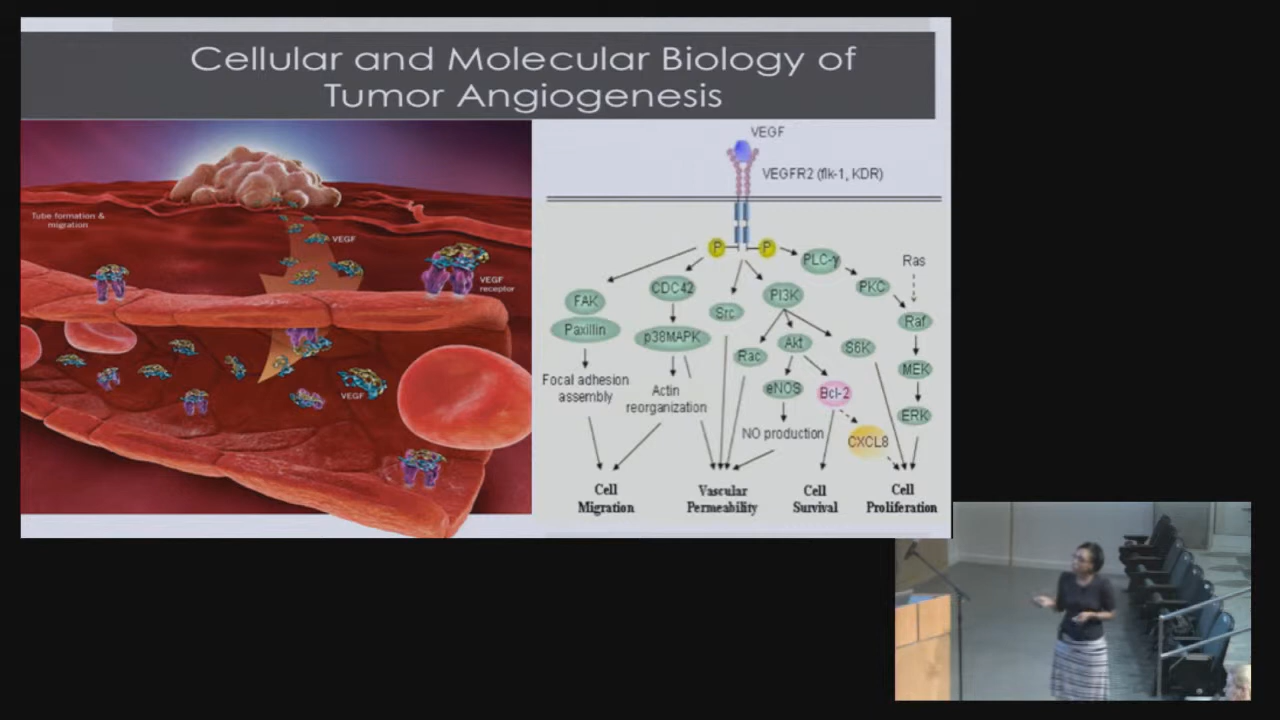 Cellular and Molecular Biology of
Tumor Angiogenesis
Tube formation &
migration
VEGF
VEGF
receptor
VEGF
VEGF
VEGFR2 (flk-1, KDR)
P
P
PLC-γ
Ras
FAK
CDC42
PI3K
PKC
Paxillin
Src
Raf
p38MAPK
Rac
Akt
S6K
MEK
Focal adhesion
assembly
Actin
reorganization
eNOS
Bcl-2
ERK
NO production
CXCL8
Cell
Migration
Vascular
Permeability
Cell
Survival
Cell
Proliferation